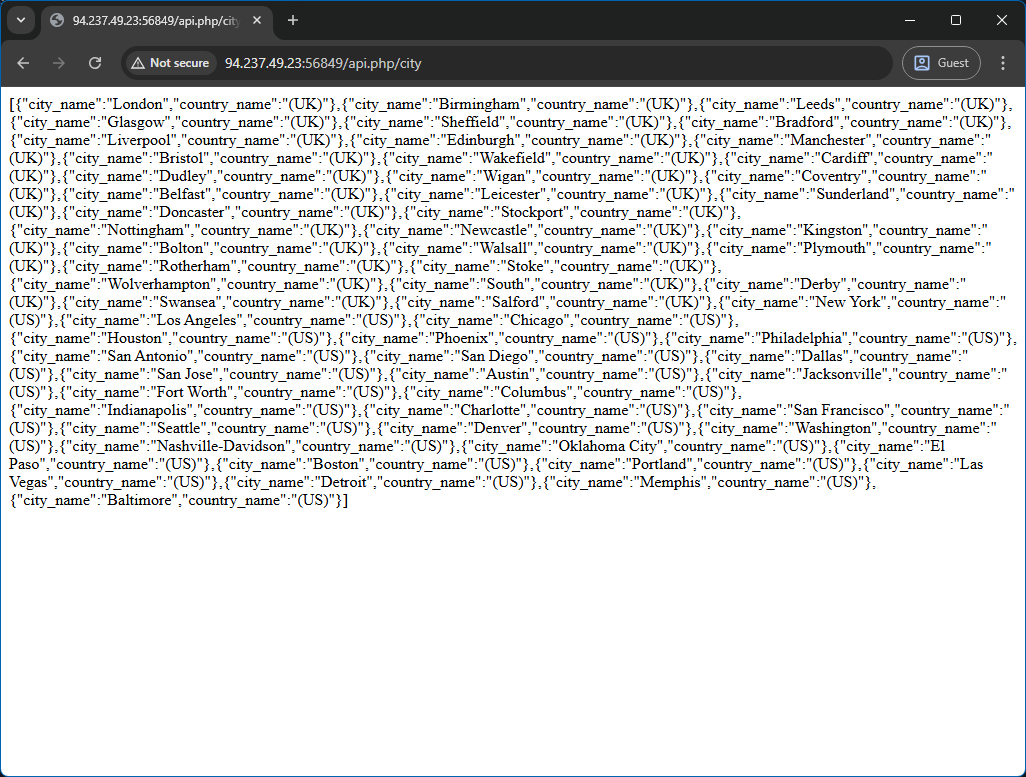 94.237.49.23:56849/api.php/city
Not secure
94.237.49.23:56849/api.php/city
Guest
[{"city_name":"London","country_name":"(UK)"},{"city_name":"Birmingham","country_name":"(UK)"},{"city_name":"Leeds","country_name":"(UK)"},
{"city_name":"Glasgow","country_name":"(UK)"},{"city_name":"Sheffield","country_name":"(UK)"},{"city_name":"Bradford","country_name":"(UK)"},
{"city_name":"Liverpool","country_name":"(UK)"},{"city_name":"Edinburgh","country_name":"(UK)"},{"city_name":"Manchester","country_name":"
(UK)"},{"city_name":"Bristol","country_name":"(UK)"},{"city_name":"Wakefield","country_name":"(UK)"},{"city_name":"Cardiff","country_name":"
(UK)"},{"city_name":"Dudley","country_name":"(UK)"},{"city_name":"Wigan","country_name":"(UK)"},{"city_name":"Coventry","country_name":"
(UK)"},{"city_name":"Belfast","country_name":"(UK)"},{"city_name":"Leicester","country_name":"(UK)"},{"city_name":"Sunderland","country_name":"
(UK)"},{"city_name":"Doncaster","country_name":"(UK)"},{"city_name":"Stockport","country_name":"(UK)"},
{"city_name":"Nottingham","country_name":"(UK)"},{"city_name":"Newcastle","country_name":"(UK)"},{"city_name":"Kingston","country_name":"
(UK)"},{"city_name":"Bolton","country_name":"(UK)"},{"city_name":"Walsall","country_name":"(UK)"},{"city_name":"Plymouth","country_name":"
(UK)"},{"city_name":"Rotherham","country_name":"(UK)"},{"city_name":"Stoke","country_name":"(UK)"},
{"city_name":"Wolverhampton","country_name":"(UK)"},{"city_name":"South","country_name":"(UK)"},{"city_name":"Derby","country_name":"
(UK)"},{"city_name":"Swansea","country_name":"(UK)"},{"city_name":"Salford","country_name":"(UK)"},{"city_name":"New York","country_name":"
(US)"},{"city_name":"Los Angeles","country_name":"(US)"},{"city_name":"Chicago","country_name":"(US)"},
{"city_name":"Houston","country_name":"(US)"},{"city_name":"Phoenix","country_name":"(US)"},{"city_name":"Philadelphia","country_name":"(US)"},
{"city_name":"San Antonio","country_name":"(US)"},{"city_name":"San Diego","country_name":"(US)"},{"city_name":"Dallas","country_name":"
(US)"},{"city_name":"San Jose","country_name":"(US)"},{"city_name":"Austin","country_name":"(US)"},{"city_name":"Jacksonville","country_name":"
(US)"},{"city_name":"Fort Worth","country_name":"(US)"},{"city_name":"Columbus","country_name":"(US)"},
{"city_name":"Indianapolis","country_name":"(US)"},{"city_name":"Charlotte","country_name":"(US)"},{"city_name":"San Francisco","country_name":"
(US)"},{"city_name":"Seattle","country_name":"(US)"},{"city_name":"Denver","country_name":"(US)"},{"city_name":"Washington","country_name":"
(US)"},{"city_name":"Nashville-Davidson","country_name":"(US)"},{"city_name":"Oklahoma City","country_name":"(US)"},{"city_name":"El
Paso","country_name":"(US)"},{"city_name":"Boston","country_name":"(US)"},{"city_name":"Portland","country_name":"(US)"},{"city_name":"Las
Vegas","country_name":"(US)"},{"city_name":"Detroit","country_name":"(US)"},{"city_name":"Memphis","country_name":"(US)"},
{"city_name":"Baltimore","country_name":"(US)"}]